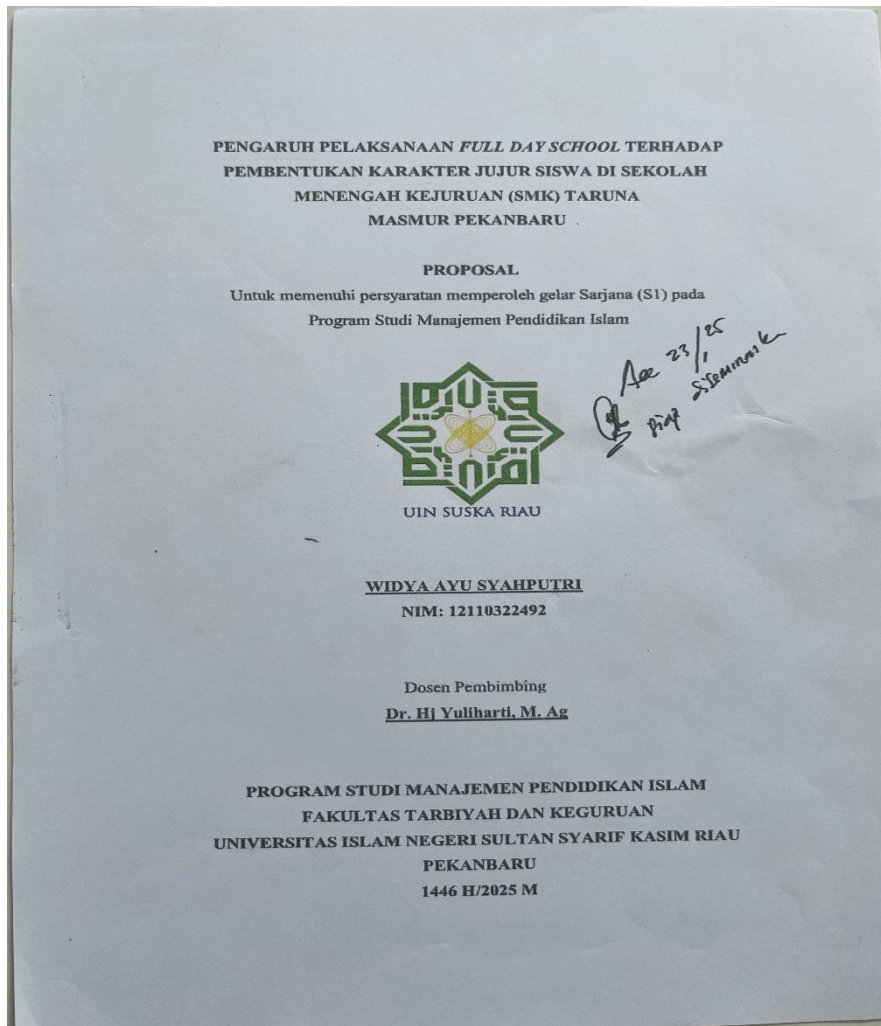 PENGARUH PELAKSANAAN FULL DAY SCHOOL TERHADAP
PEMBENTUKAN KARAKTER JUJUR SISWA DI SEKOLAH
MENENGAH KEJURUAN (SMK) TARUNA
MASMUR PEKANBARU
PROPOSAL
Untuk memenuhi persyaratan memperoleh gelar Sarjana (S1) pada
Program Studi Manajemen Pendidikan Islam
Acc 23/1 25
siap diseminarkan
UIN SUSKA RIAU
WIDYA AYU SYAHPUTRI
NIM: 12110322492
Dosen Pembimbing
Dr. Hj Yuliharti, M. Ag
PROGRAM STUDI MANAJEMEN PENDIDIKAN ISLAM
FAKULTAS TARBIYAH DAN KEGURUAN
UNIVERSITAS ISLAM NEGERI SULTAN SYARIF KASIM RIAU
PEKANBARU
1446 H/2025 M